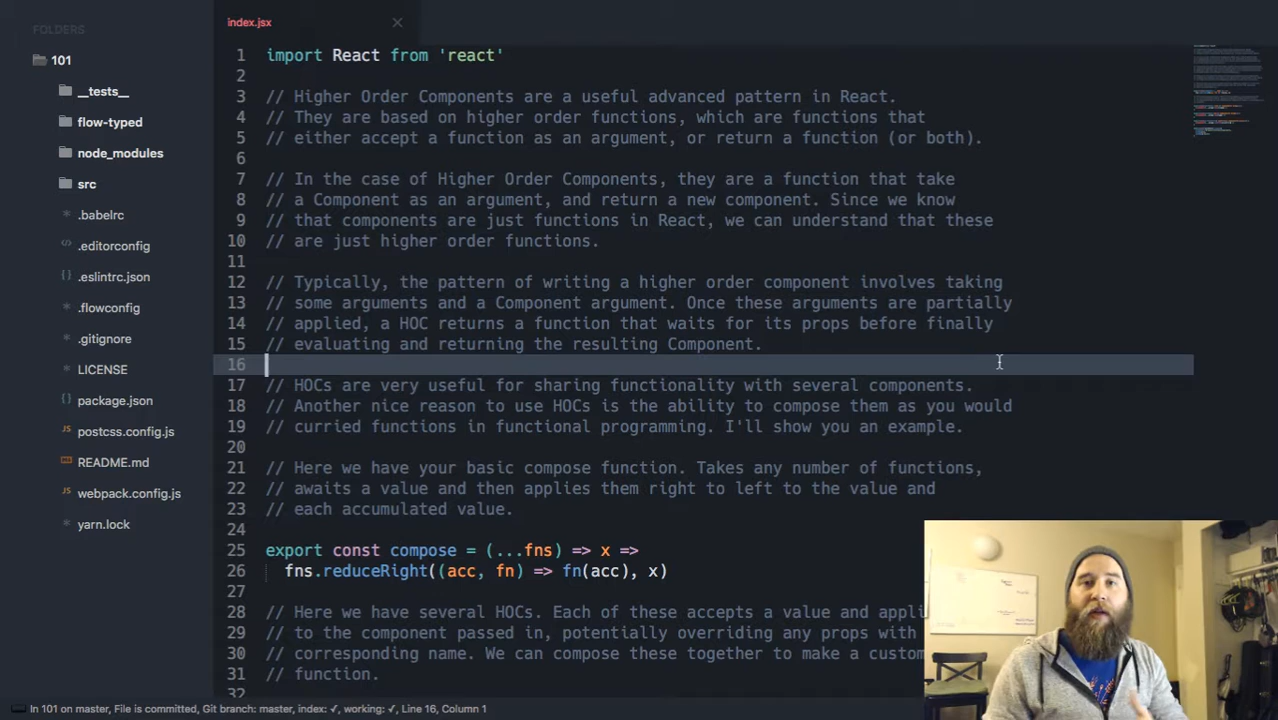 FOLDERS
101
__tests__
flow-typed
node_modules
src
.babelrc
.editorconfig
.eslintrc.json
.flowconfig
.gitignore
LICENSE
package.json
postcss.config.js
README.md
webpack.config.js
yarn.lock
index.jsx
1 import React from 'react'
2
3 // Higher Order Components are a useful advanced pattern in React.
4 // They are based on higher order functions, which are functions that
5 // either accept a function as an argument, or return a function (or both).
6
7 // In the case of Higher Order Components, they are a function that take
8 // a Component as an argument, and return a new component. Since we know
9 // that components are just functions in React, we can understand that these
10 // are just higher order functions.
11
12 // Typically, the pattern of writing a higher order component involves taking
13 // some arguments and a Component argument. Once these arguments are partially
14 // applied, a HOC returns a function that waits for its props before finally
15 // evaluating and returning the resulting Component.
16
17 // HOCs are very useful for sharing functionality with several components.
18 // Another nice reason to use HOCs is the ability to compose them as you would
19 // curried functions in functional programming. I'll show you an example.
20
21 // Here we have your basic compose function. Takes any number of functions,
22 // awaits a value and then applies them right to left to the value and
23 // each accumulated value.
24
25 export const compose = (...fns) => x =>
26 fns.reduceRight((acc, fn) => fn(acc), x)
27
28 // Here we have several HOCs. Each of these accepts a value and appli
29 // to the component passed in, potentially overriding any props with
30 // corresponding name. We can compose these together to make a custom
31 // function.
32
In 101 on master, File is committed, Git branch: master, index: ✓, working: ✓, Line 16, Column 1